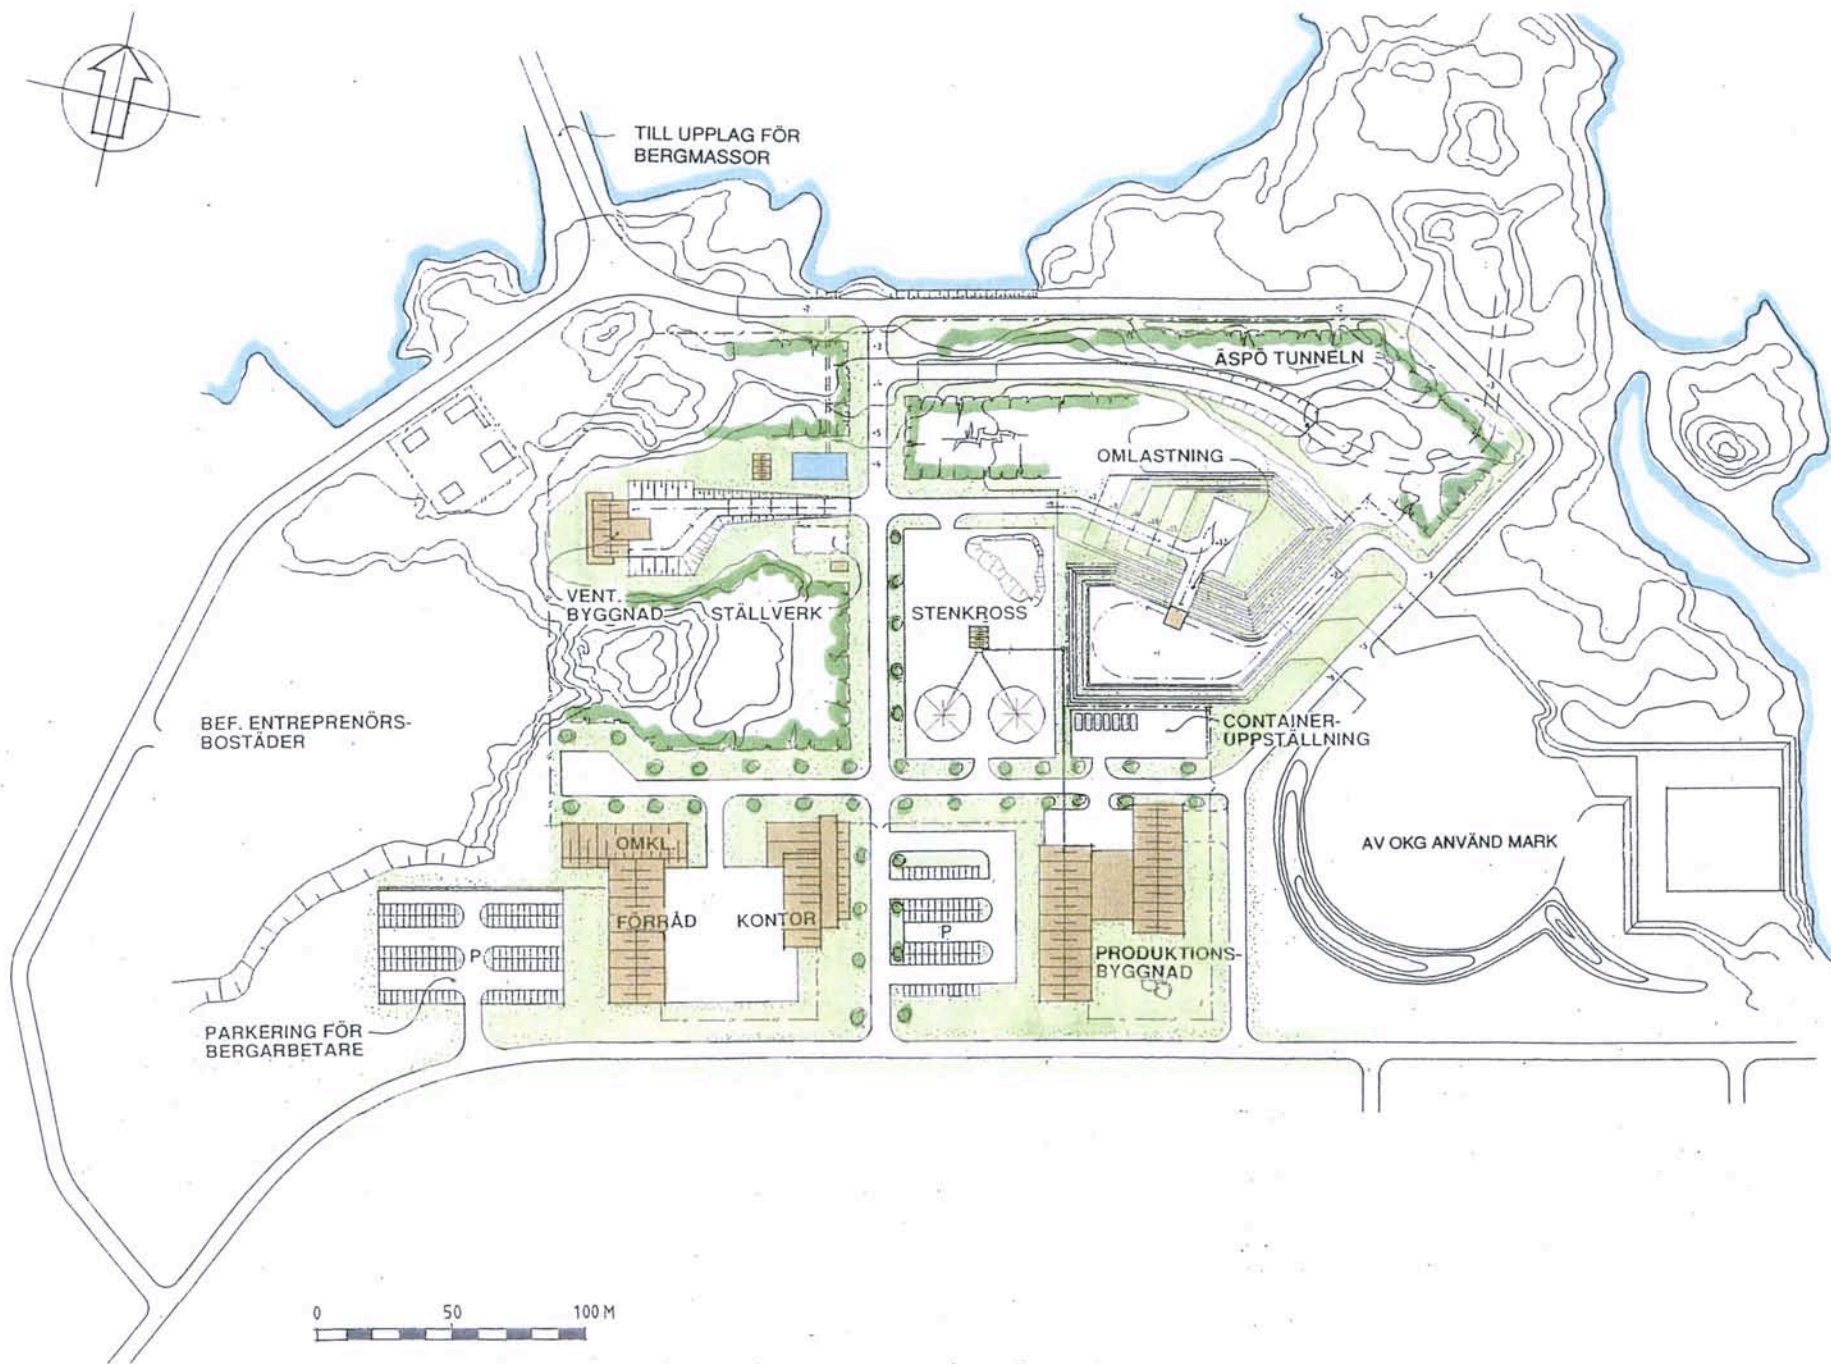 TILL UPPLAG FÖR
BERGMASSOR
ÄSPÖ TUNNELN
OMLASTNING
VENT.
BYGGNAD
STÄLLVERK
STENKROSS
BEF. ENTREPRENÖRS-
BOSTÄDER
CONTAINER-
UPPSTÄLLNING
OMKL.
AV OKG ANVÄND MARK
FÖRRÅD
KONTOR
P
P
PRODUKTIONS-
BYGGNAD
PARKERING FÖR
BERGARBETARE
0 50 100 M